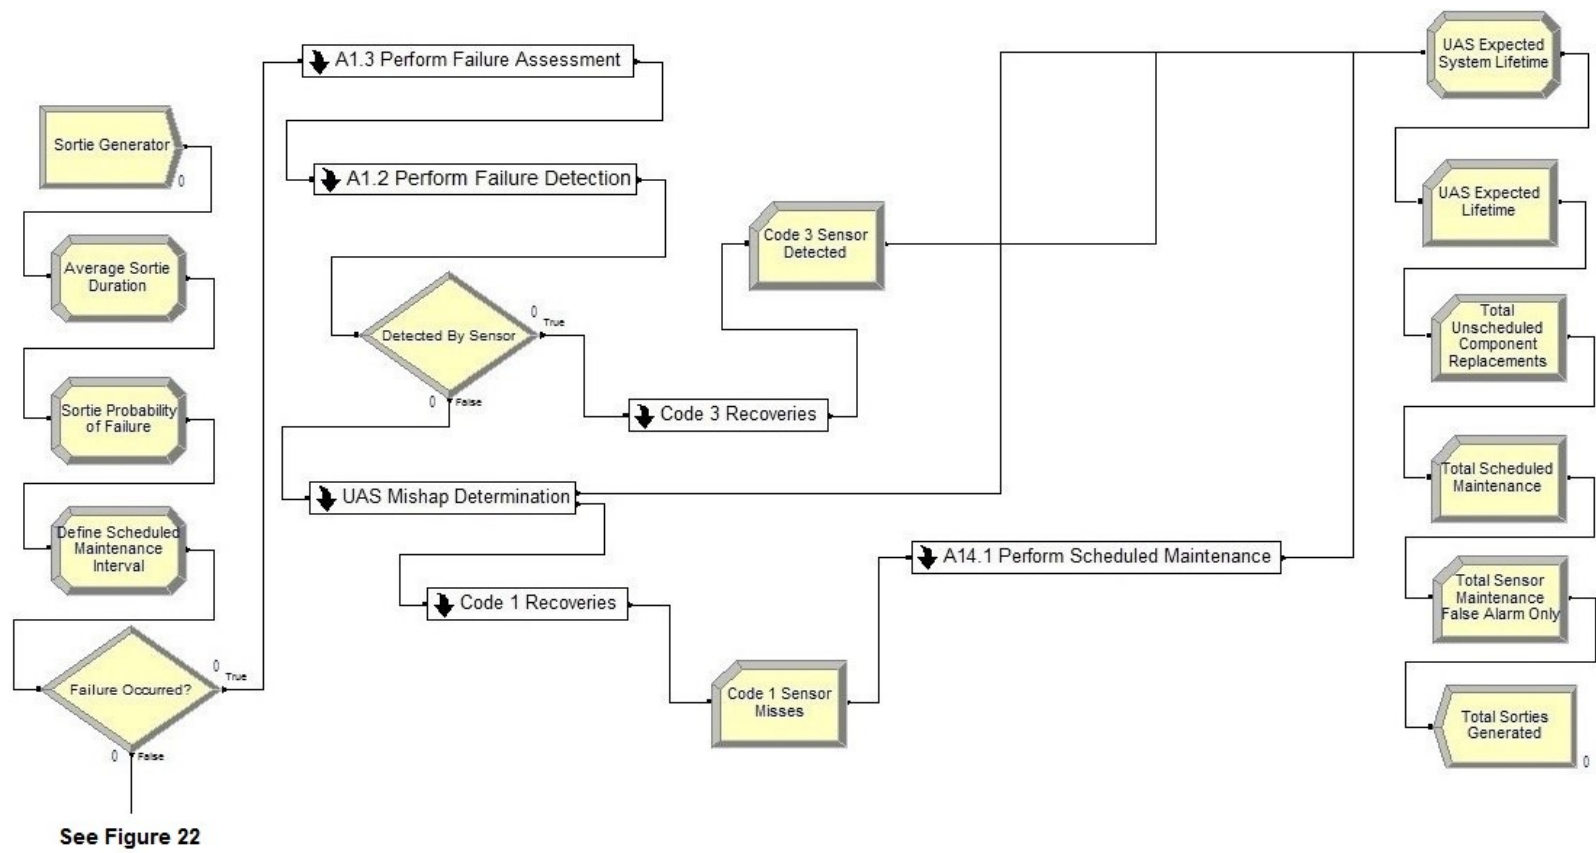 Sortie Generator
0
Average Sortie
Duration
Sortie Probability
of Failure
Define Scheduled
Maintenance
Interval
Failure Occurred?
0
True
0
False
See Figure 22
A1.3 Perform Failure Assessment
A1.2 Perform Failure Detection
Detected By Sensor
0
True
0
False
Code 3 Recoveries
Code 3 Sensor
Detected
UAS Mishap Determination
Code 1 Recoveries
Code 1 Sensor
Misses
A14.1 Perform Scheduled Maintenance
UAS Expected
System Lifetime
UAS Expected
Lifetime
Total
Unscheduled
Component
Replacements
Total Scheduled
Maintenance
Total Sensor
Maintenance
False Alarm Only
Total Sorties
Generated
0